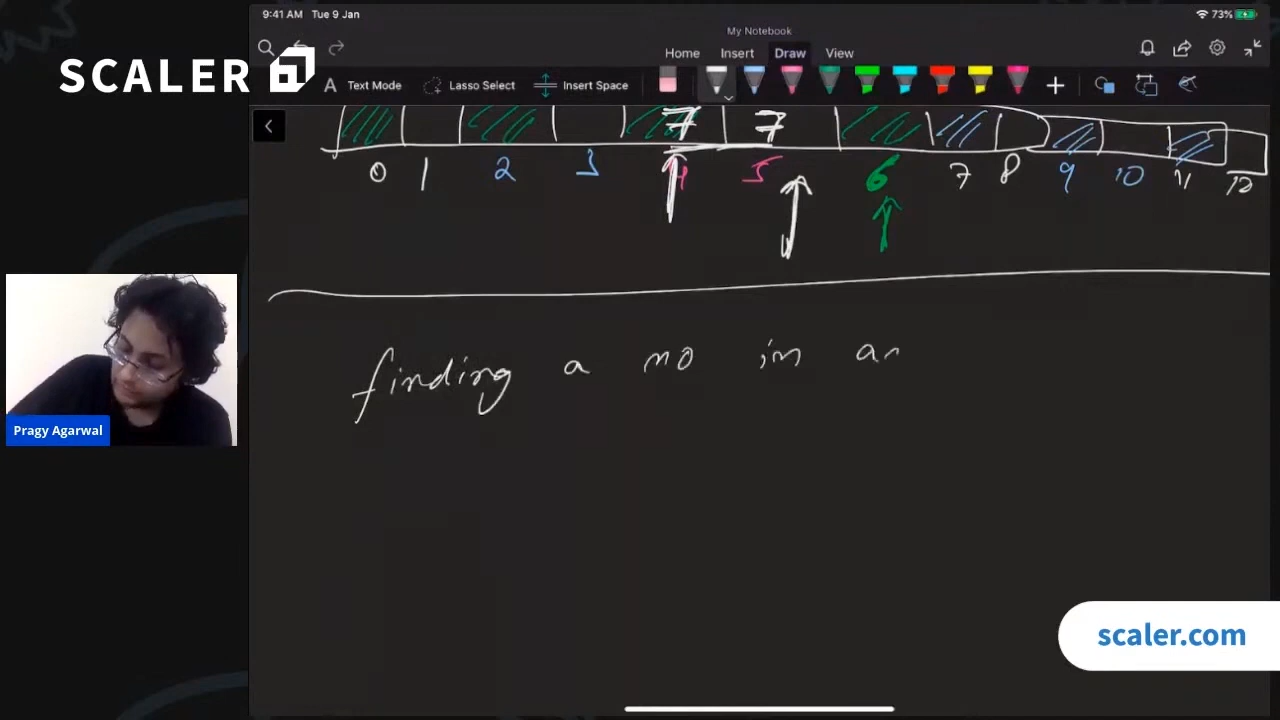 9:41 AM Tue 9 Jan
73%
My Notebook
SCALER
Home Insert Draw View
Text Mode Lasso Select Insert Space
7 7
0 1 2 3 4 5 6 7 8 9 10 11 12
finding a no in ar
Pragy Agarwal
scaler.com